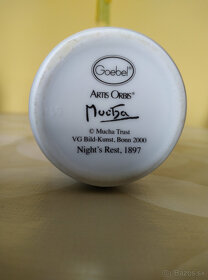 Goebel
ARTIS ORBIS®
Mucha
© Mucha Trust
VG Bild-Kunst, Bonn 2000
Night's Rest, 1897